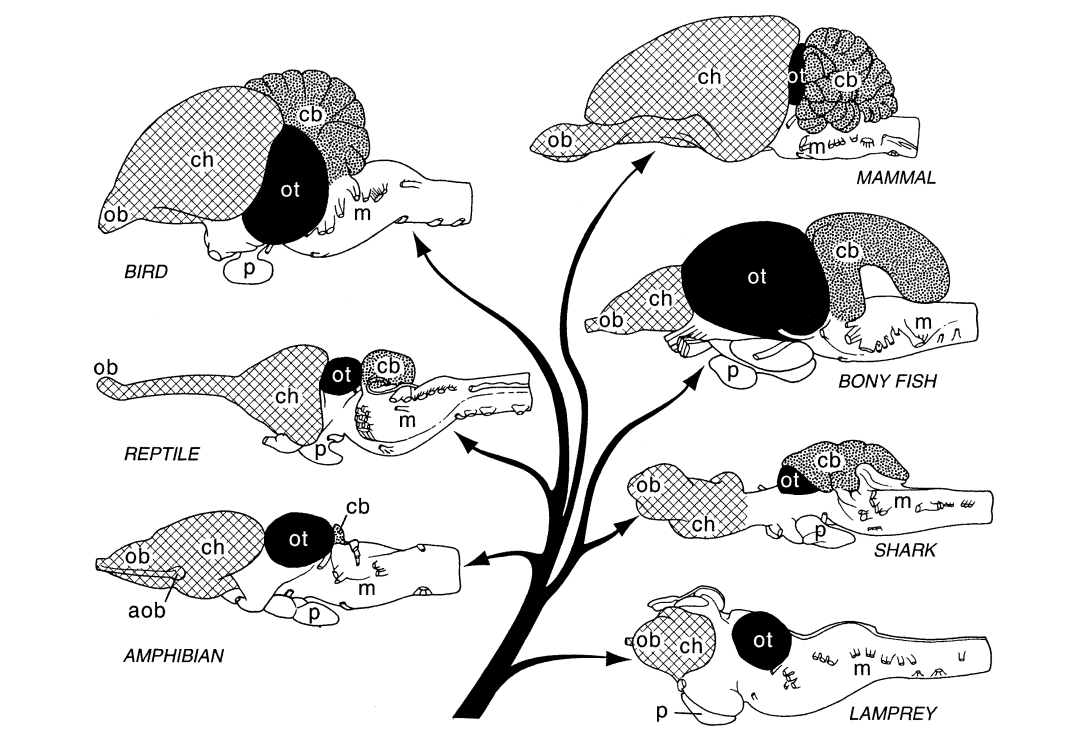 ch
ot
cb
ob
m
MAMMAL
cb
ch
ot
ob
m
p
BIRD
cb
ot
ch
ob
m
p
BONY FISH
ob
ot
cb
ch
m
p
REPTILE
cb
ot
ob
m
ch
p
SHARK
cb
ot
ch
ob
m
aob
p
AMPHIBIAN
ob
ch
ot
m
p
LAMPREY